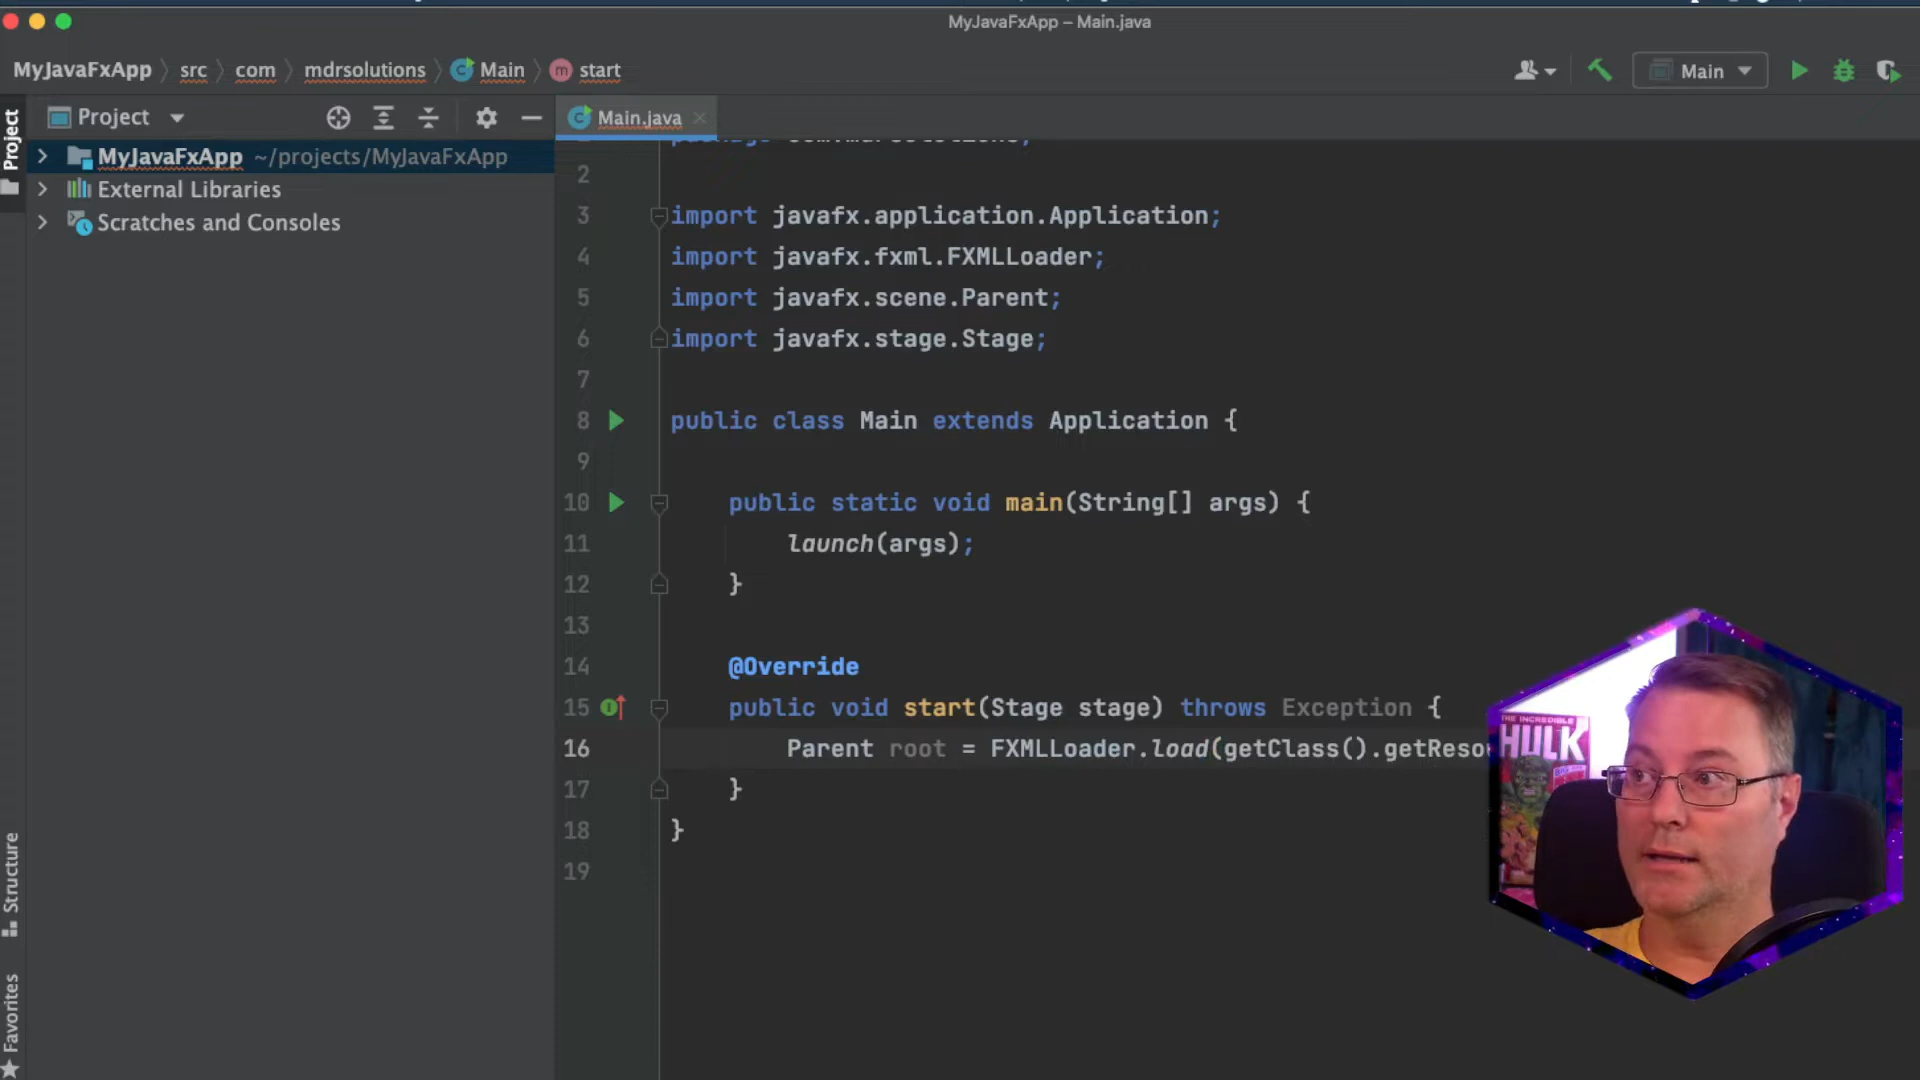 MyJavaFxApp – Main.java
MyJavaFxApp src com mdrsolutions Main start
Main
Project
Main.java
Project
MyJavaFxApp ~/projects/MyJavaFxApp
External Libraries
Scratches and Consoles
2
3 import javafx.application.Application;
4 import javafx.fxml.FXMLLoader;
5 import javafx.scene.Parent;
6 import javafx.stage.Stage;
7
8 public class Main extends Application {
9
10 public static void main(String[] args) {
11 launch(args);
12 }
13
14 @Override
15 public void start(Stage stage) throws Exception {
16 Parent root = FXMLLoader.load(getClass().getReso
17 }
18 }
19
Structure
Favorites
THE INCREDIBLE
HULK